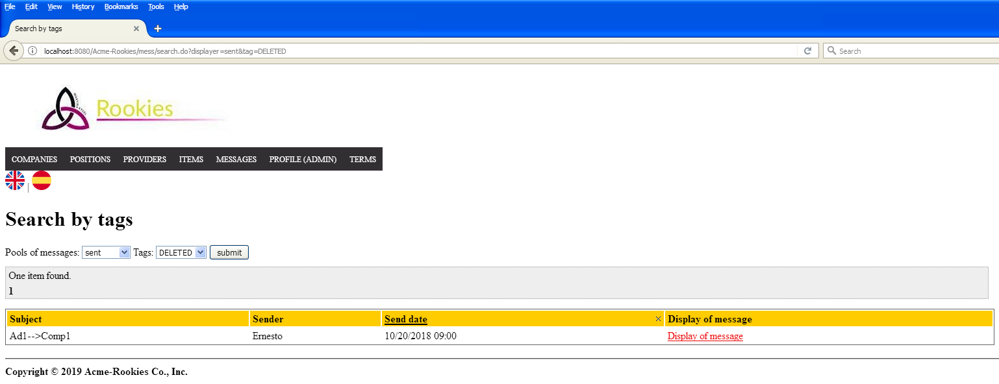 File Edit View History Bookmarks Tools Help
Search by tags
localhost:8080/Acme-Rookies/mess/search.do?displayer=sent&tag=DELETED
Search
Rookies
COMPANIES POSITIONS PROVIDERS ITEMS MESSAGES PROFILE (ADMIN) TERMS
|
Search by tags
Pools of messages: sent Tags: DELETED submit
One item found.
1
Subject Sender Send date Display of message
Ad1-->Comp1 Ernesto 10/20/2018 09:00 Display of message
Copyright © 2019 Acme-Rookies Co., Inc.